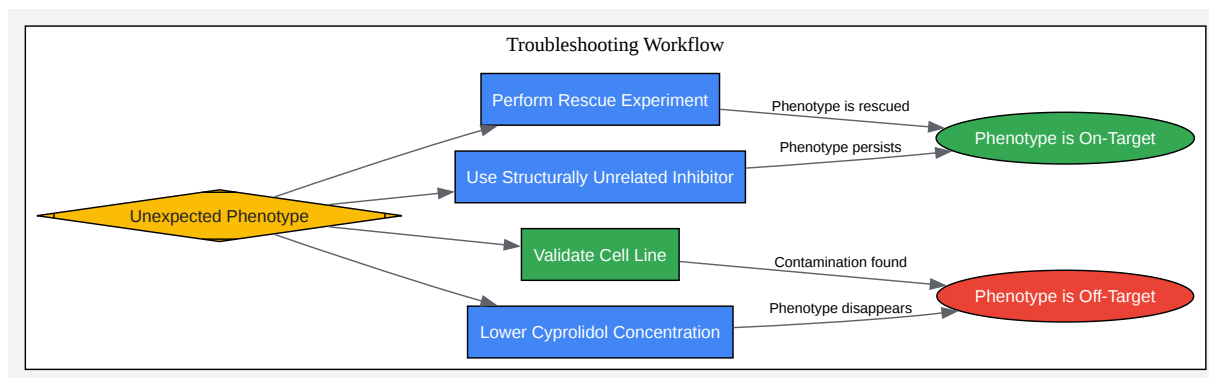 Troubleshooting Workflow
Perform Rescue Experiment
Phenotype is rescued
Phenotype is On-Target
Use Structurally Unrelated Inhibitor
Phenotype persists
Unexpected Phenotype
Validate Cell Line
Contamination found
Phenotype is Off-Target
Lower Cyprolidol Concentration
Phenotype disappears